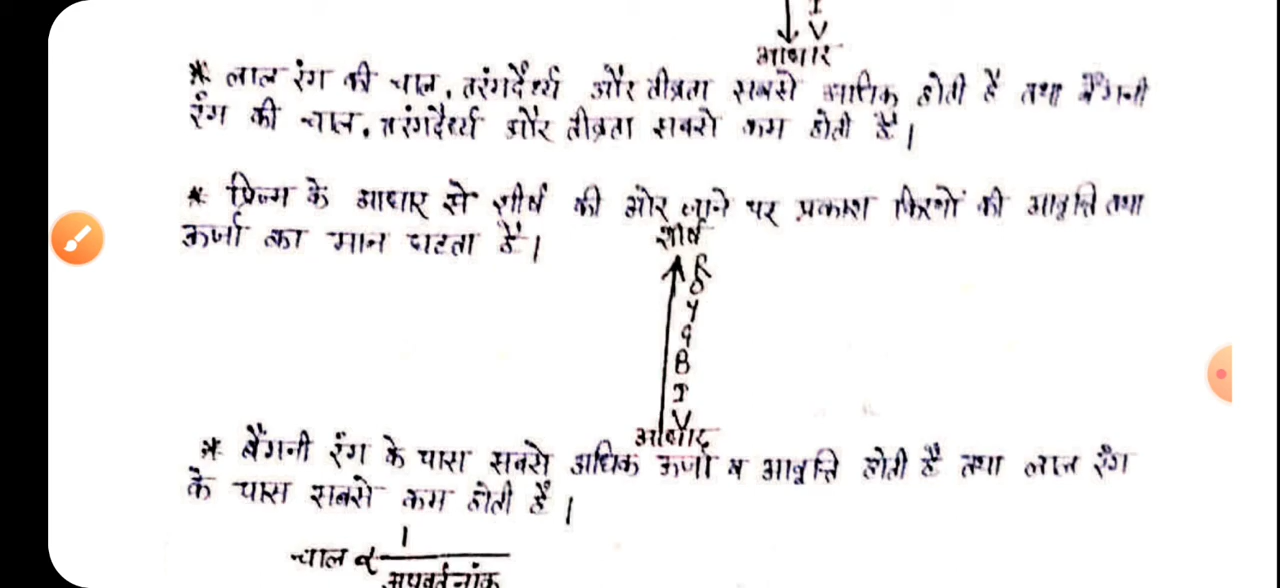 I
V
आधार
* लाल रंग की चाल, तरंगदैर्ध्य और तीव्रता सबसे अधिक होती है तथा बैंगनी
रंग की चाल, तरंगदैर्ध्य और तीव्रता सबसे कम होती है।
* प्रिज्म के आधार से शीर्ष की ओर जाने पर प्रकाश किरणों की आवृत्ति तथा
ऊर्जा का मान घटता है।
शीर्ष
R
O
Y
G
B
I
V
आधार
* बैंगनी रंग के पास सबसे अधिक ऊर्जा व आवृत्ति होती है तथा लाल रंग
के पास सबसे कम होती है।
चाल ∝ 1/अपवर्तनांक